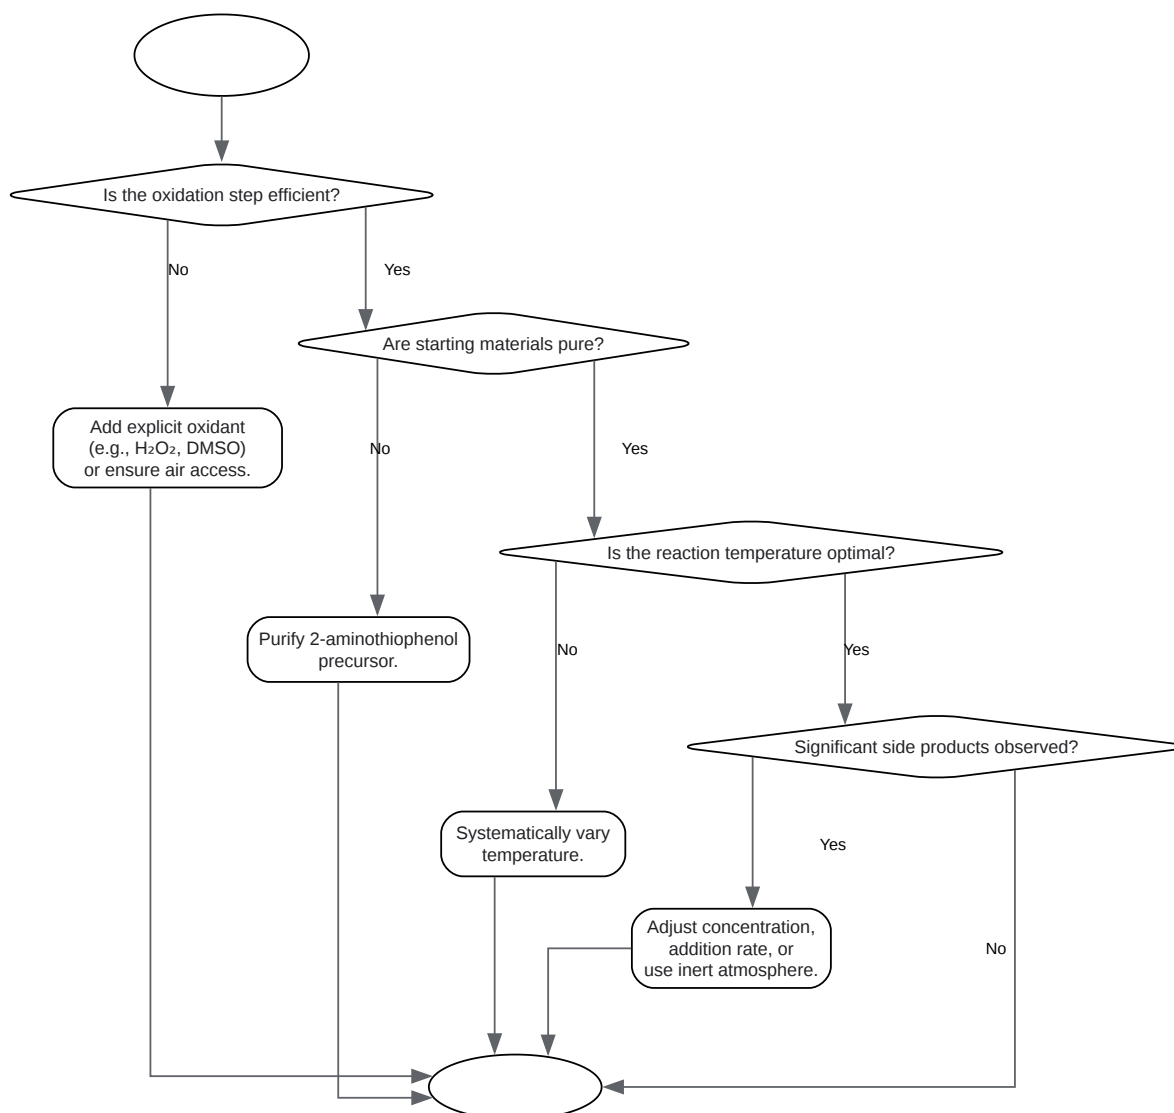 Is the oxidation step efficient?
No
Yes
Are starting materials pure?
Add explicit oxidant
(e.g., H₂O₂, DMSO)
or ensure air access.
No
Yes
Is the reaction temperature optimal?
Purify 2-aminothiophenol
precursor.
No
Yes
Significant side products observed?
Systematically vary
temperature.
Yes
Adjust concentration,
addition rate, or
use inert atmosphere.
No